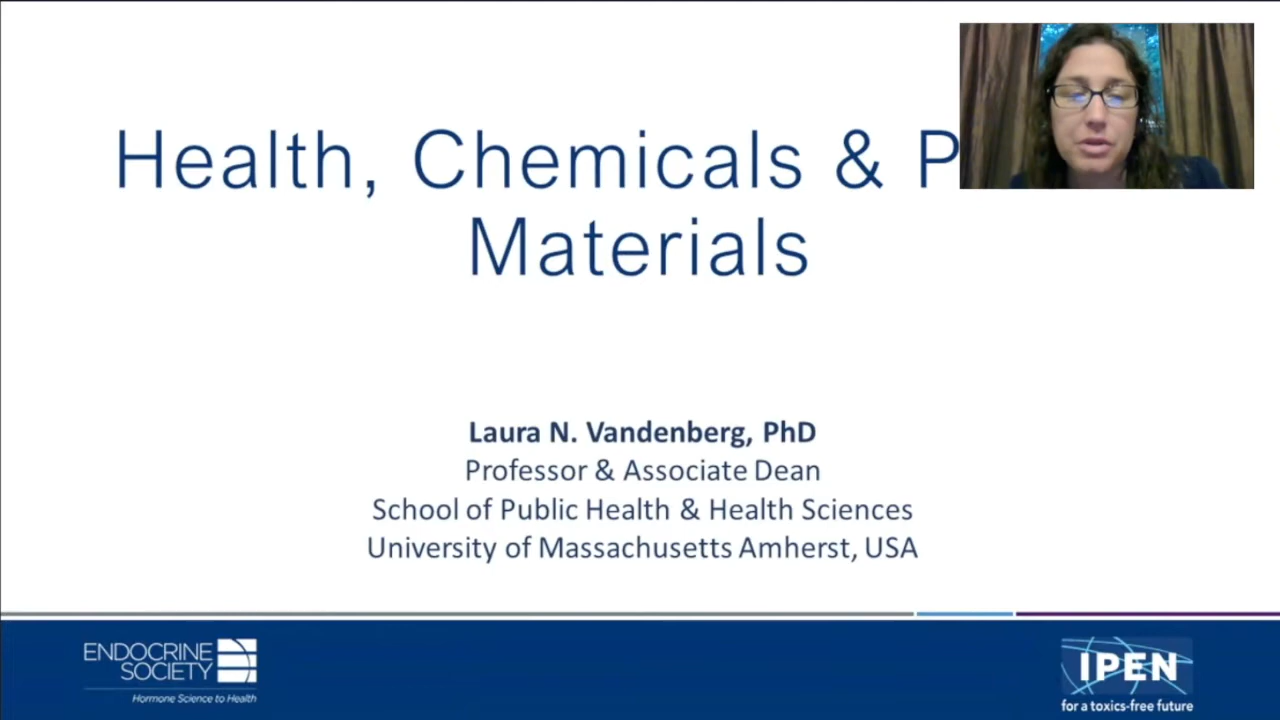 Health, Chemicals & P
Materials
Laura N. Vandenberg, PhD
Professor & Associate Dean
School of Public Health & Health Sciences
University of Massachusetts Amherst, USA
ENDOCRINE
SOCIETY
Hormone Science to Health
IPEN
for a toxics-free future